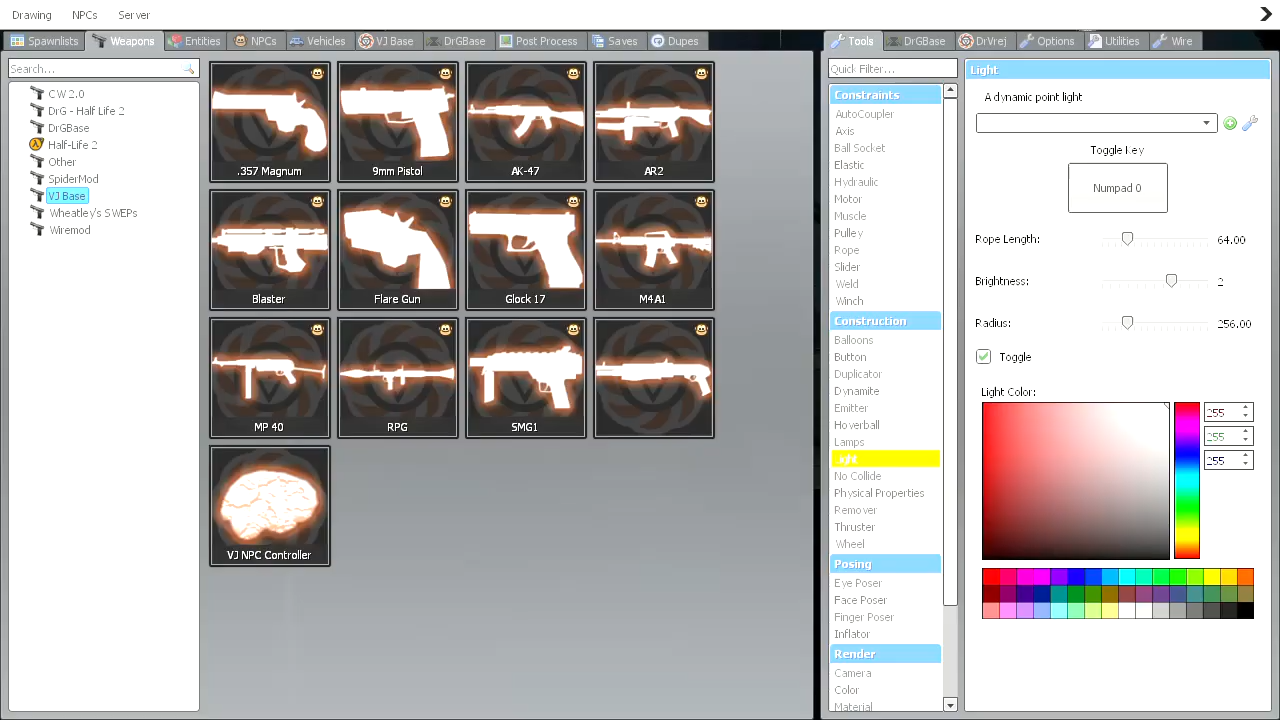 Drawing NPCs Server
Spawnlists Weapons Entities NPCs Vehicles VJ Base DrGBase Post Process Saves Dupes
Tools DrGBase DrVrej Options Utilities Wire
Search...
CW 2.0
DrG - Half Life 2
DrGBase
Half-Life 2
Other
SpiderMod
VJ Base
Wheatley's SWEPs
Wiremod
.357 Magnum 9mm Pistol AK-47 AR2
Blaster Flare Gun Glock 17 M4A1
MP 40 RPG SMG1
VJ NPC Controller
Quick Filter...
Constraints
AutoCoupler
Axis
Ball Socket
Elastic
Hydraulic
Motor
Muscle
Pulley
Rope
Slider
Weld
Winch
Construction
Balloons
Button
Duplicator
Dynamite
Emitter
Hoverball
Lamps
Light
No Collide
Physical Properties
Remover
Thruster
Wheel
Posing
Eye Poser
Face Poser
Finger Poser
Inflator
Render
Camera
Color
Material
Light
A dynamic point light
Toggle Key
Numpad 0
Rope Length: 64.00
Brightness: 2
Radius: 256.00
Toggle
Light Color:
255
255
255